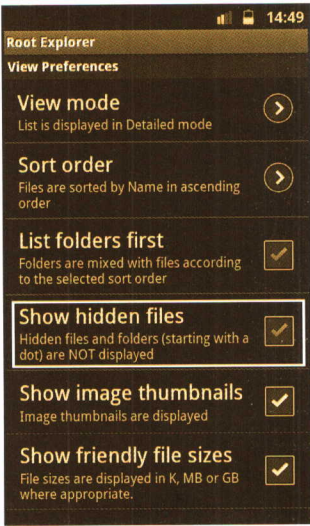 14:49
Root Explorer
View Preferences
View mode
List is displayed in Detailed mode
Sort order
Files are sorted by Name in ascending
order
List folders first
Folders are mixed with files according
to the selected sort order
Show hidden files
Hidden files and folders (starting with a
dot) are NOT displayed
Show image thumbnails
Image thumbnails are displayed
Show friendly file sizes
File sizes are displayed in K, MB or GB
where appropriate.